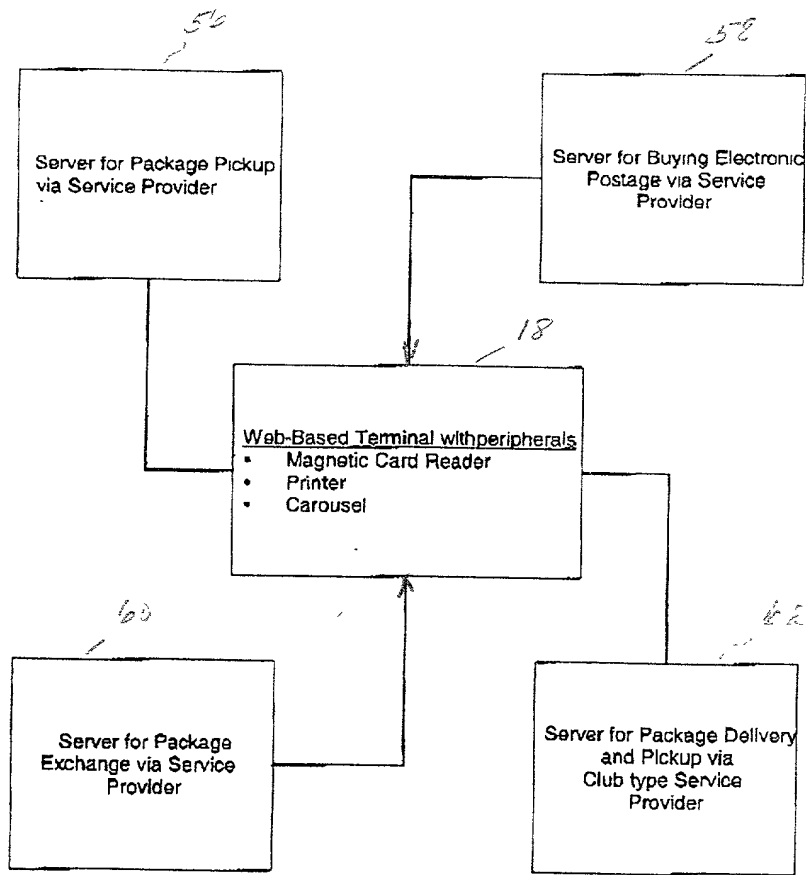 56
58
Server for Package Pickup
via Service Provider
Server for Buying Electronic
Postage via Service
Provider
18
Web-Based Terminal withperipherals
• Magnetic Card Reader
• Printer
• Carousel
60
62
Server for Package
Exchange via Service
Provider
Server for Package Delivery
and Pickup via
Club type Service
Provider